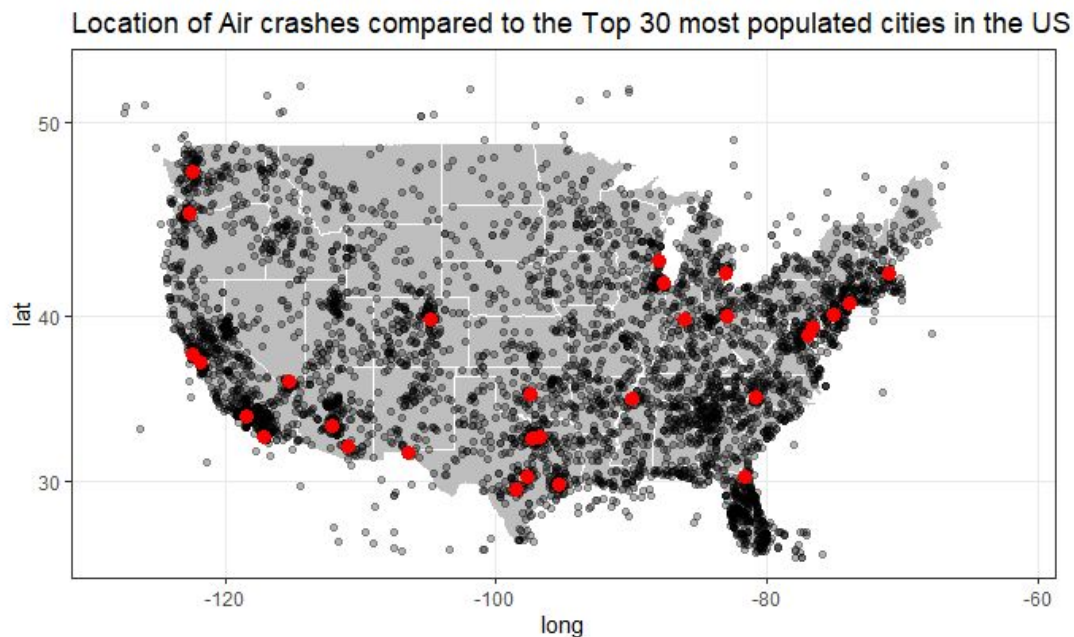 Location of Air crashes compared to the Top 30 most populated cities in the US
50
40
30
lat
-120
-100
-80
-60
long